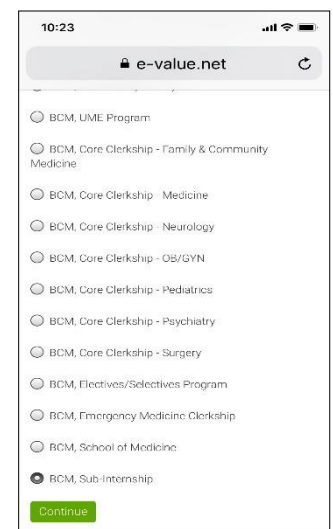 10:23
e-value.net
BCM, UME Program
BCM, Core Clerkship - Family & Community
Medicine
BCM, Core Clerkship - Medicine
BCM, Core Clerkship - Neurology
BCM, Core Clerkship - OB/GYN
BCM, Core Clerkship - Pediatrics
BCM, Core Clerkship - Psychiatry
BCM, Core Clerkship - Surgery
BCM, Electives/Selectives Program
BCM, Emergency Medicine Clerkship
BCM, School of Medicine
BCM, Sub-Internship
Continue